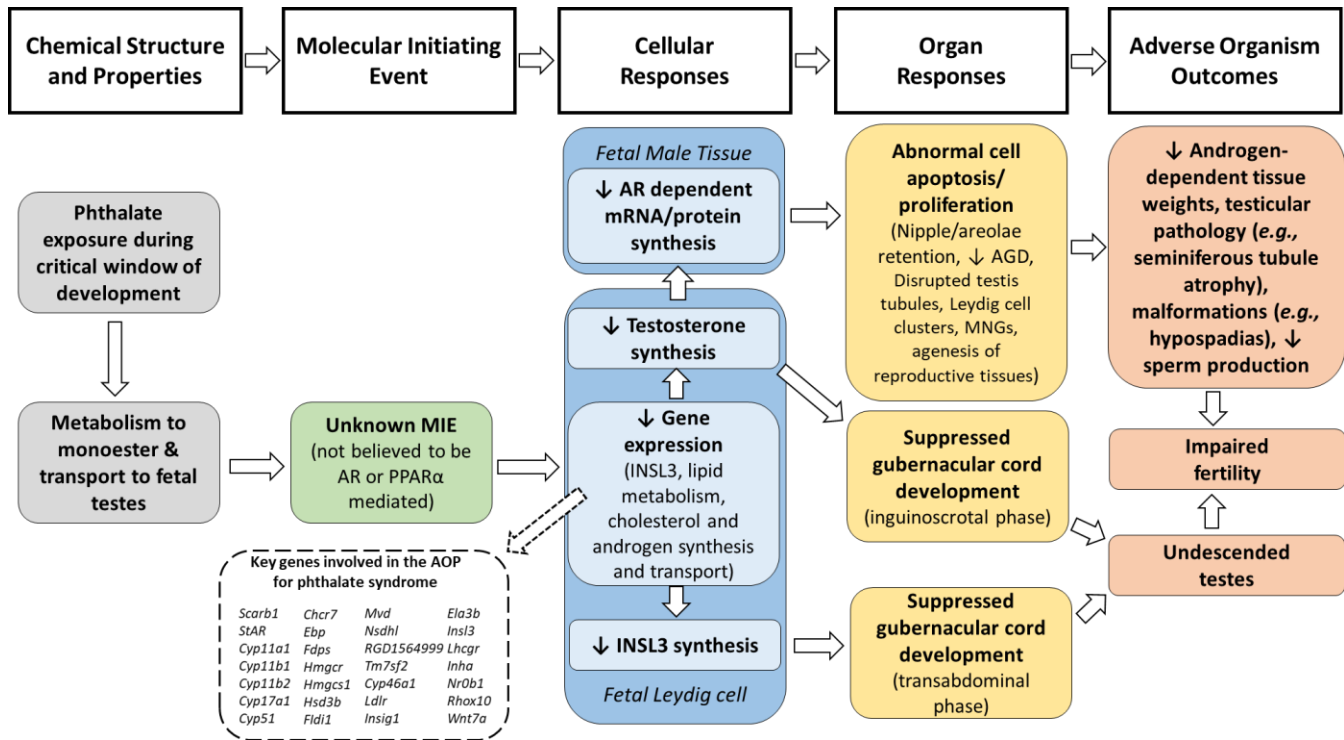 Chemical Structure
and Properties
Molecular Initiating
Event
Cellular
Responses
Organ
Responses
Adverse Organism
Outcomes
Phthalate
exposure during
critical window of
development
Metabolism to
monoester &
transport to fetal
testes
Unknown MIE
(not believed to be
AR or PPARα
mediated)
Key genes involved in the AOP
for phthalate syndrome
Scarb1 Chcr7 Mvd Ela3b
StAR Ebp Nsdhl Insl3
Cyp11a1 Fdps RGD1564999 Lhcgr
Cyp11b1 Hmgcr Tm7sf2 Inha
Cyp11b2 Hmgcs1 Cyp46a1 Nr0b1
Cyp17a1 Hsd3b Ldlr Rhox10
Cyp51 Fldi1 Insig1 Wnt7a
Fetal Male Tissue
↓ AR dependent
mRNA/protein
synthesis
↓ Testosterone
synthesis
↓ Gene
expression
(INSL3, lipid
metabolism,
cholesterol and
androgen synthesis
and transport)
↓ INSL3 synthesis
Fetal Leydig cell
Abnormal cell
apoptosis/
proliferation
(Nipple/areolae
retention, ↓ AGD,
Disrupted testis
tubules, Leydig cell
clusters, MNGs,
agenesis of
reproductive tissues)
Suppressed
gubernacular cord
development
(inguinoscrotal phase)
Suppressed
gubernacular cord
development
(transabdominal
phase)
↓ Androgen-
dependent tissue
weights, testicular
pathology (e.g.,
seminiferous tubule
atrophy),
malformations (e.g.,
hypospadias), ↓
sperm production
Impaired
fertility
Undescended
testes